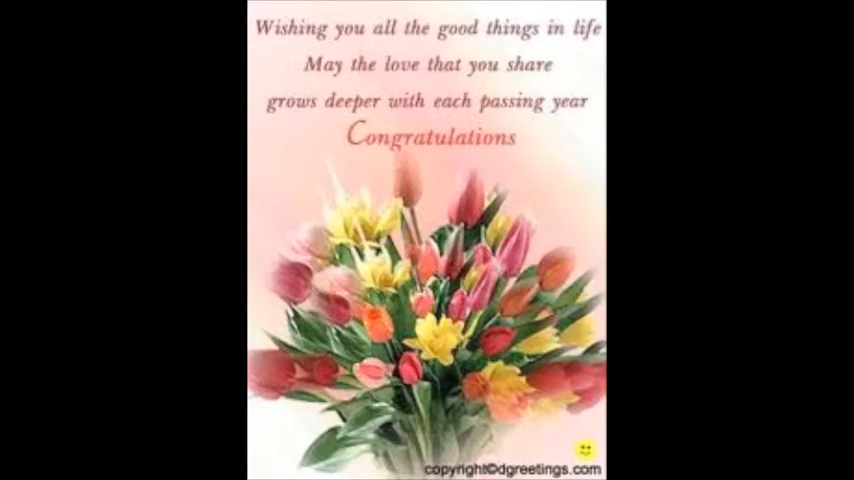 Wishing you all the good things in life
May the love that you share
grows deeper with each passing year
Congratulations
copyright©dgreetings.com